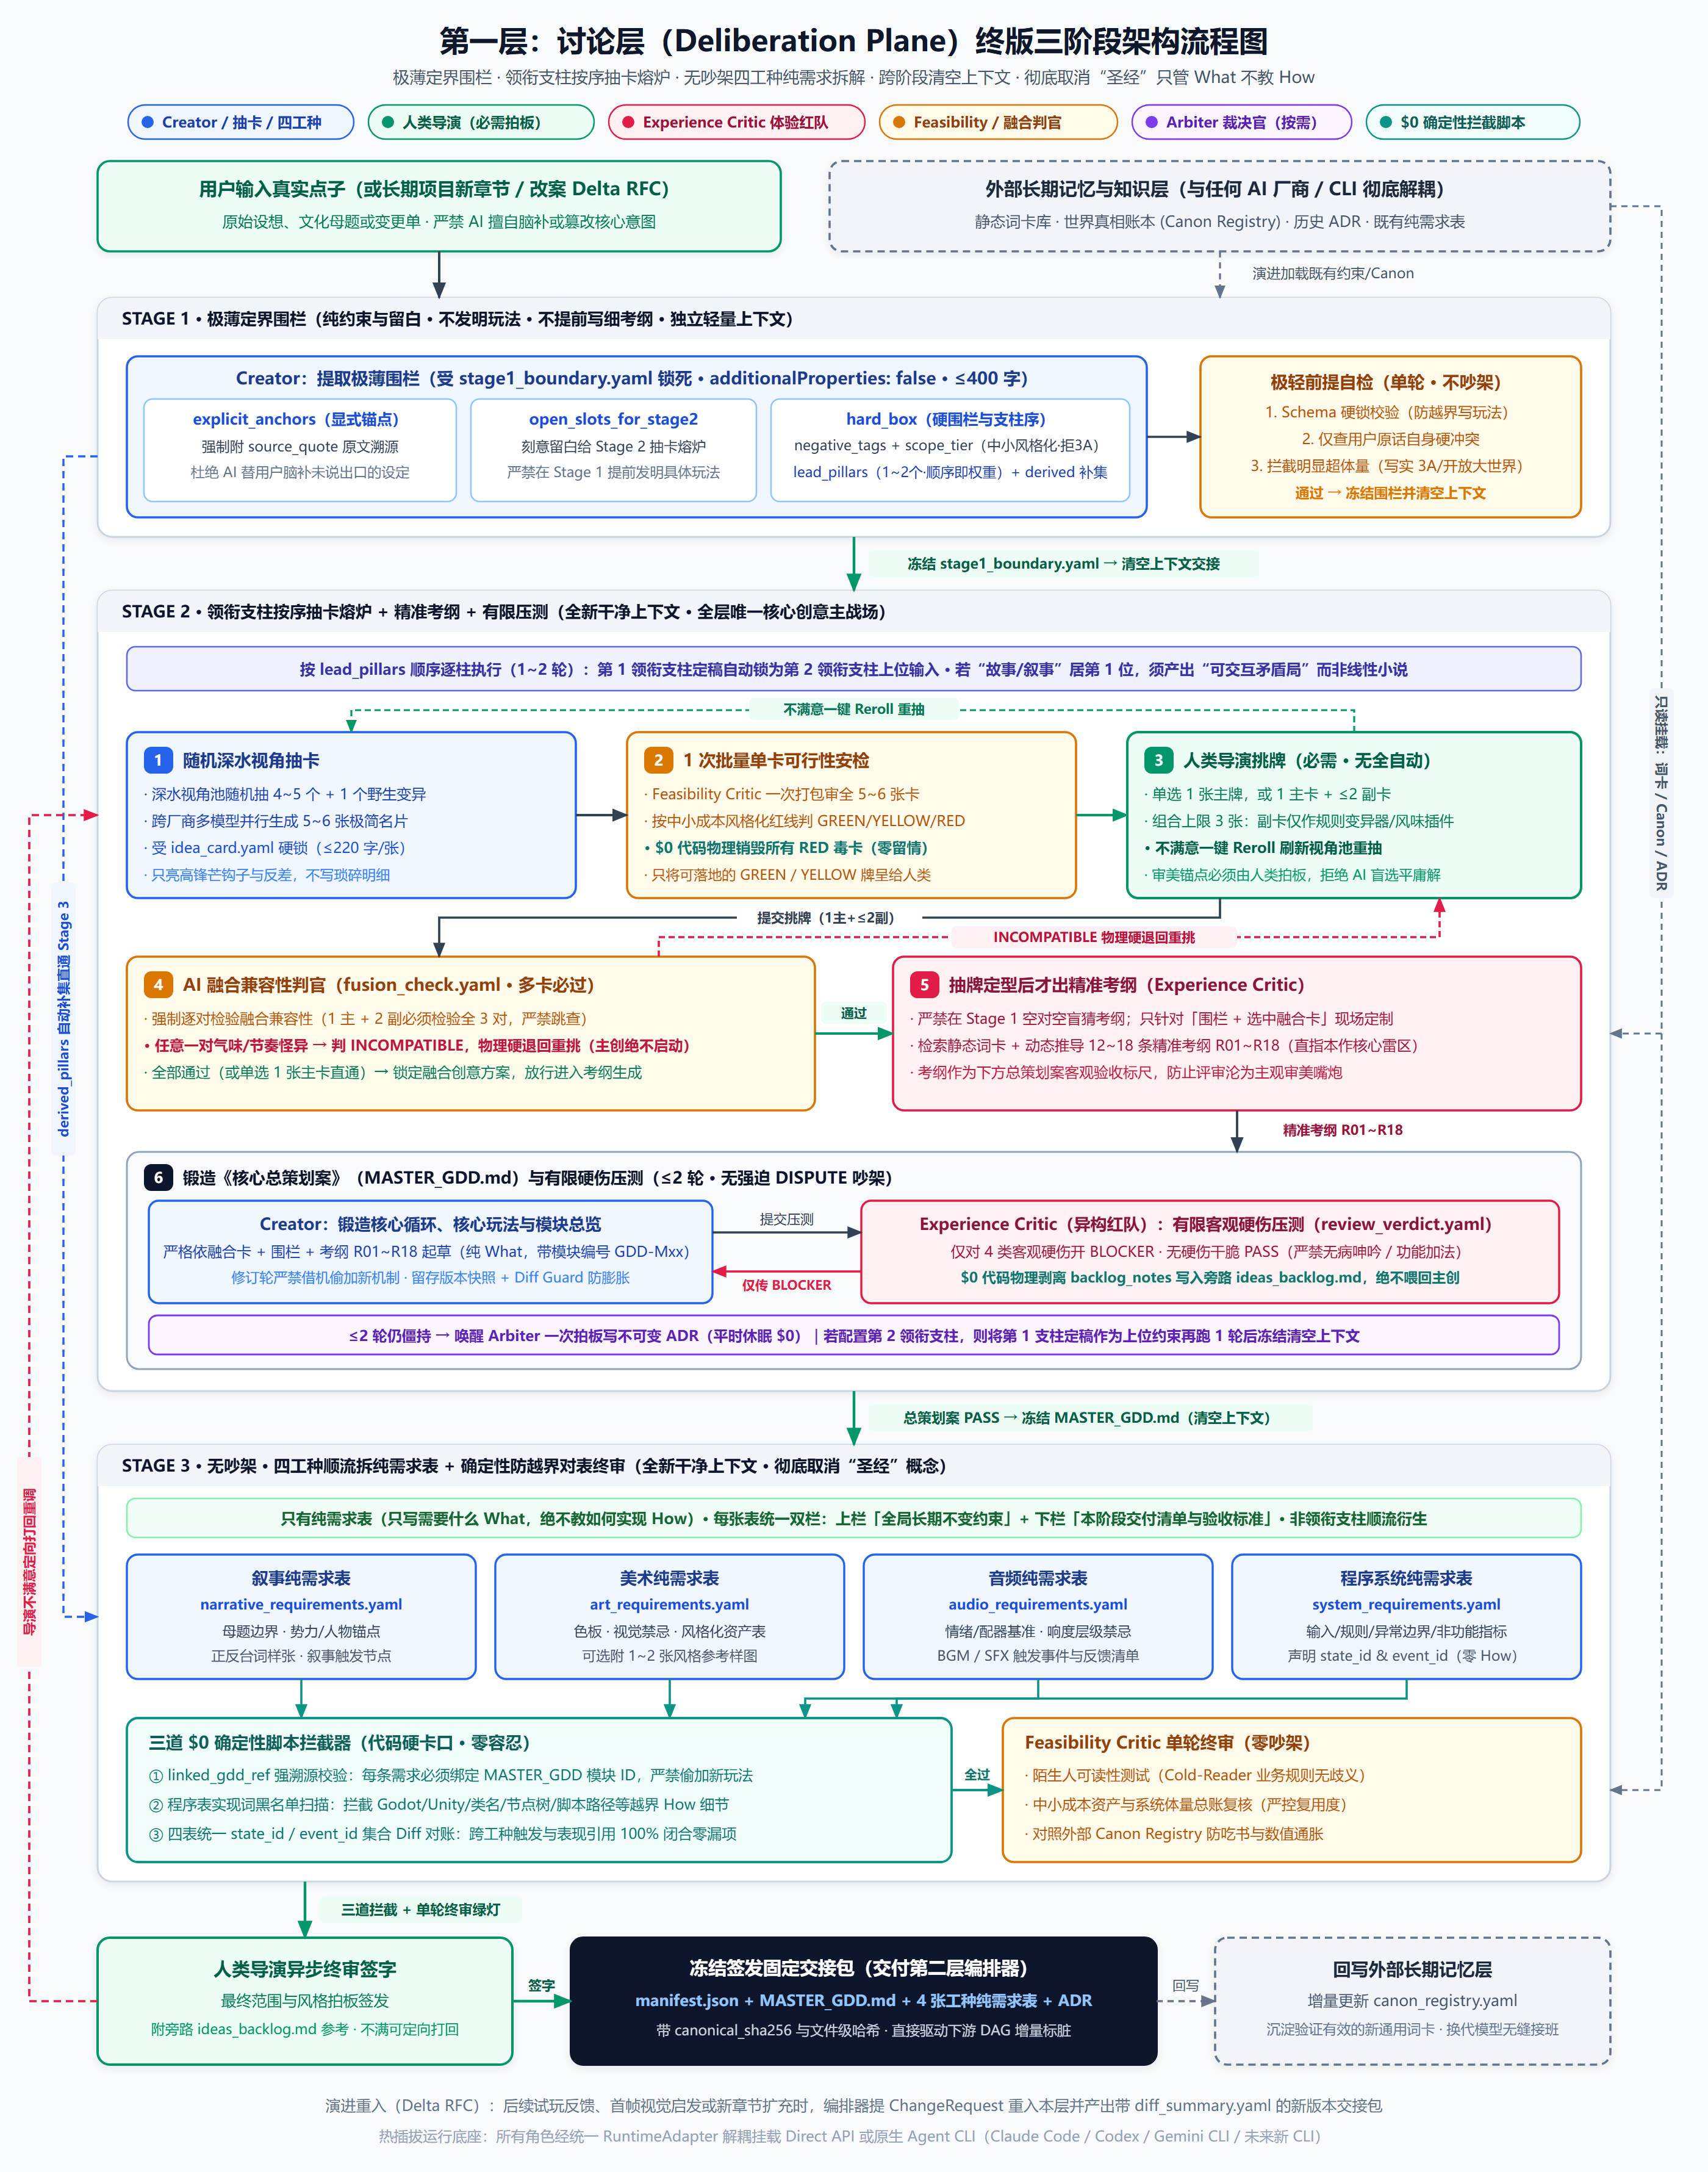 第一层：讨论层（Deliberation Plane）终版三阶段架构流程图
极薄定界围栏 · 领衔支柱按序抽卡熔炉 · 无吵架四工种纯需求拆解 · 跨阶段清空上下文 · 彻底取消“圣经”只管 What 不教 How
Creator / 抽卡 / 四工种
人类导演（必需拍板）
Experience Critic 体验红队
Feasibility / 融合判官
Arbiter 裁决官（按需）
$0 确定性拦截脚本
用户输入真实点子（或长期项目新章节 / 改案 Delta RFC）
原始设想、文化母题或变更单 · 严禁 AI 擅自脑补或篡改核心意图
外部长期记忆与知识层（与任何 AI 厂商 / CLI 彻底解耦）
静态词卡库 · 世界真相账本 (Canon Registry) · 历史 ADR · 既有纯需求表
演进加载既有约束/Canon
STAGE 1 • 极薄定界围栏（纯约束与留白 • 不发明玩法 • 不提前写细考纲 • 独立轻量上下文）
Creator：提取极薄围栏（受 stage1_boundary.yaml 锁死 • additionalProperties: false • ≤400 字）
explicit_anchors（显式锚点）
强制附 source_quote 原文溯源
杜绝 AI 替用户脑补未说出口的设定
open_slots_for_stage2
刻意留白给 Stage 2 抽卡熔炉
严禁在 Stage 1 提前发明具体玩法
hard_box（硬围栏与支柱序）
negative_tags + scope_tier（中小风格化·拒3A）
lead_pillars（1~2个·顺序即权重）+ derived 补集
极轻前提自检（单轮 • 不吵架）
1. Schema 硬锁校验（防越界写玩法）
2. 仅查用户原话自身硬冲突
3. 拦截明显超体量（写实 3A/开放大世界）
通过 → 冻结围栏并清空上下文
冻结 stage1_boundary.yaml → 清空上下文交接
STAGE 2 • 领衔支柱按序抽卡熔炉 + 精准考纲 + 有限压测（全新干净上下文 • 全层唯一核心创意主战场）
按 lead_pillars 顺序逐柱执行（1~2 轮）：第 1 领衔支柱定稿自动锁为第 2 领衔支柱上位输入 • 若“故事/叙事”居第 1 位，须产出“可交互矛盾局”而非线性小说
不满意一键 Reroll 重抽
1 随机深水视角抽卡
· 深水视角池随机抽 4~5 个 + 1 个野生变异
· 跨厂商多模型并行生成 5~6 张极简名片
· 受 idea_card.yaml 硬锁（≤220 字/张）
· 只亮高锋芒钩子与反差，不写琐碎明细
2 1 次批量单卡可行性安检
· Feasibility Critic 一次打包审全 5~6 张卡
· 按中小成本风格化红线判 GREEN/YELLOW/RED
• $0 代码物理销毁所有 RED 毒卡（零留情）
· 只将可落地的 GREEN / YELLOW 牌呈给人类
3 人类导演挑牌（必需 • 无全自动）
· 单选 1 张主牌，或 1 主卡 + ≤2 副卡
· 组合上限 3 张：副卡仅作规则变异器/风味插件
• 不满意一键 Reroll 刷新视角池重抽
· 审美锚点必须由人类拍板，拒绝 AI 盲选平庸解
提交挑牌（1主+≤2副）
INCOMPATIBLE 物理硬退回重挑
4 AI 融合兼容性判官（fusion_check.yaml • 多卡必过）
· 强制逐对检验融合兼容性（1 主 + 2 副必须检验全 3 对，严禁跳查）
• 任意一对气味/节奏怪异 → 判 INCOMPATIBLE，物理硬退回重挑（主创绝不启动）
· 全部通过（或单选 1 张主卡直通）→ 锁定融合创意方案，放行进入考纲生成
通过
5 抽牌定型后才出精准考纲（Experience Critic）
· 严禁在 Stage 1 空对空盲猜考纲；只针对「围栏 + 选中融合卡」现场定制
· 检索静态词卡 + 动态推导 12~18 条精准考纲 R01~R18（直指本作核心雷区）
· 考纲作为下方总策划案客观验收标尺，防止评审沦为主观审美嘴炮
精准考纲 R01~R18
6 锻造《核心总策划案》（MASTER_GDD.md）与有限硬伤压测（≤2 轮 • 无强迫 DISPUTE 吵架）
Creator：锻造核心循环、核心玩法与模块总览
严格依融合卡 + 围栏 + 考纲 R01~R18 起草（纯 What，带模块编号 GDD-Mxx）
修订轮严禁借机偷加新机制 · 留存版本快照 + Diff Guard 防膨胀
提交压测
仅传 BLOCKER
Experience Critic（异构红队）：有限客观硬伤压测（review_verdict.yaml）
仅对 4 类客观硬伤开 BLOCKER · 无硬伤干脆 PASS（严禁无病呻吟 / 功能加法）
$0 代码物理剥离 backlog_notes 写入旁路 ideas_backlog.md，绝不喂回主创
≤2 轮仍僵持 → 唤醒 Arbiter 一次拍板写不可变 ADR（平时休眠 $0）｜若配置第 2 领衔支柱，则将第 1 支柱定稿作为上位约束再跑 1 轮后冻结清空上下文
总策划案 PASS → 冻结 MASTER_GDD.md（清空上下文）
STAGE 3 • 无吵架 • 四工种顺流拆纯需求表 + 确定性防越界对表终审（全新干净上下文 • 彻底取消“圣经”概念）
只有纯需求表（只写需要什么 What，绝不教如何实现 How）• 每张表统一双栏：上栏「全局长期不变约束」+ 下栏「本阶段交付清单与验收标准」• 非领衔支柱顺流衍生
叙事纯需求表
narrative_requirements.yaml
母题边界 · 势力/人物锚点
正反台词样张 · 叙事触发节点
美术纯需求表
art_requirements.yaml
色板 · 视觉禁忌 · 风格化资产表
可选附 1~2 张风格参考样图
音频纯需求表
audio_requirements.yaml
情绪/配器基准 · 响度层级禁忌
BGM / SFX 触发事件与反馈清单
程序系统纯需求表
system_requirements.yaml
输入/规则/异常边界/非功能指标
声明 state_id & event_id（零 How）
三道 $0 确定性脚本拦截器（代码硬卡口 • 零容忍）
① linked_gdd_ref 强溯源校验：每条需求必须绑定 MASTER_GDD 模块 ID，严禁偷加新玩法
② 程序表实现词黑名单扫描：拦截 Godot/Unity/类名/节点树/脚本路径等越界 How 细节
③ 四表统一 state_id / event_id 集合 Diff 对账：跨工种触发与表现引用 100% 闭合零漏项
全过
Feasibility Critic 单轮终审（零吵架）
· 陌生人可读性测试（Cold-Reader 业务规则无歧义）
· 中小成本资产与系统体量总账复核（严控复用度）
· 对照外部 Canon Registry 防吃书与数值通胀
三道拦截 + 单轮终审绿灯
人类导演异步终审签字
最终范围与风格拍板签发
附旁路 ideas_backlog.md 参考 · 不满可定向打回
签字
冻结签发固定交接包（交付第二层编排器）
manifest.json + MASTER_GDD.md + 4 张工种纯需求表 + ADR
带 canonical_sha256 与文件级哈希 · 直接驱动下游 DAG 增量标脏
回写
回写外部长期记忆层
增量更新 canon_registry.yaml
沉淀验证有效的新通用词卡 · 换代模型无缝接班
derived_pillars 自动补集直通 Stage 3
导演不满意定向打回重调
只读挂载：词卡 / Canon / ADR
演进重入（Delta RFC）：后续试玩反馈、首帧视觉启发或新章节扩充时，编排器提 ChangeRequest 重入本层并产出带 diff_summary.yaml 的新版本交接包
热插拔运行底座：所有角色经统一 RuntimeAdapter 解耦挂载 Direct API 或原生 Agent CLI（Claude Code / Codex / Gemini CLI / 未来新 CLI）